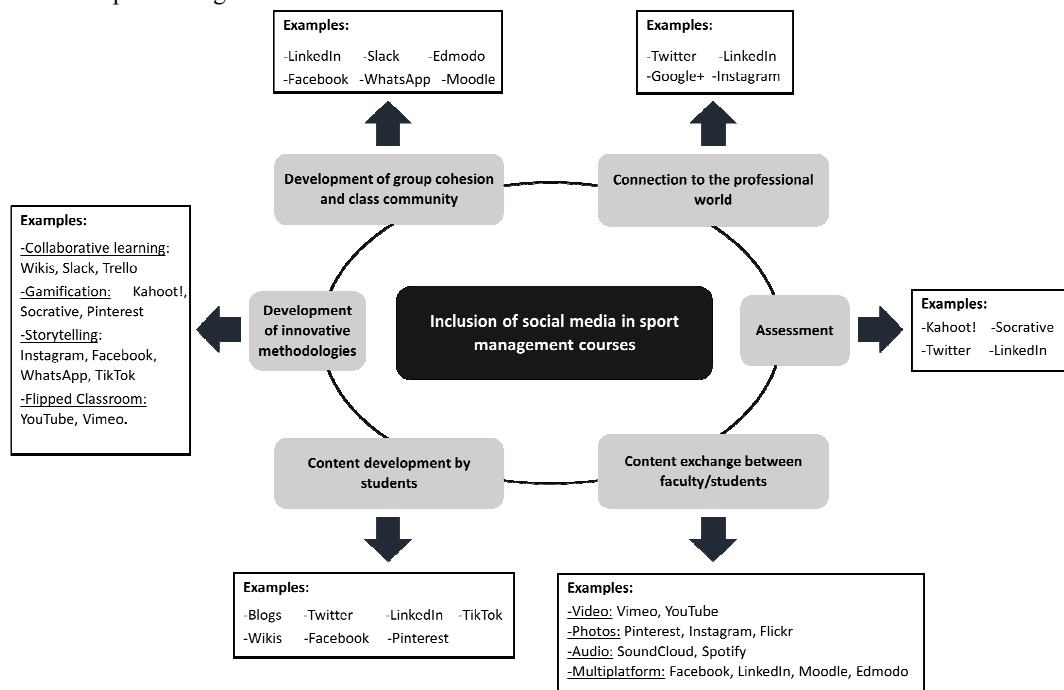 Examples:
-LinkedIn -Slack -Edmodo
-Facebook -WhatsApp -Moodle
Examples:
-Twitter -LinkedIn
-Google+ -Instagram
Development of group cohesion
and class community
Connection to the professional
world
Examples:
-Collaborative learning:
Wikis, Slack, Trello
-Gamification: Kahoot!,
Socrative, Pinterest
-Storytelling:
Instagram, Facebook,
WhatsApp, TikTok
-Flipped Classroom:
YouTube, Vimeo.
Development
of innovative
methodologies
Inclusion of social media in sport
management courses
Assessment
Examples:
-Kahoot! -Socrative
-Twitter -LinkedIn
Content development by
students
Content exchange between
faculty/students
Examples:
-Blogs -Twitter -LinkedIn -TikTok
-Wikis -Facebook -Pinterest
Examples:
-Video: Vimeo, YouTube
-Photos: Pinterest, Instagram, Flickr
-Audio: SoundCloud, Spotify
-Multiplatform: Facebook, LinkedIn, Moodle, Edmodo